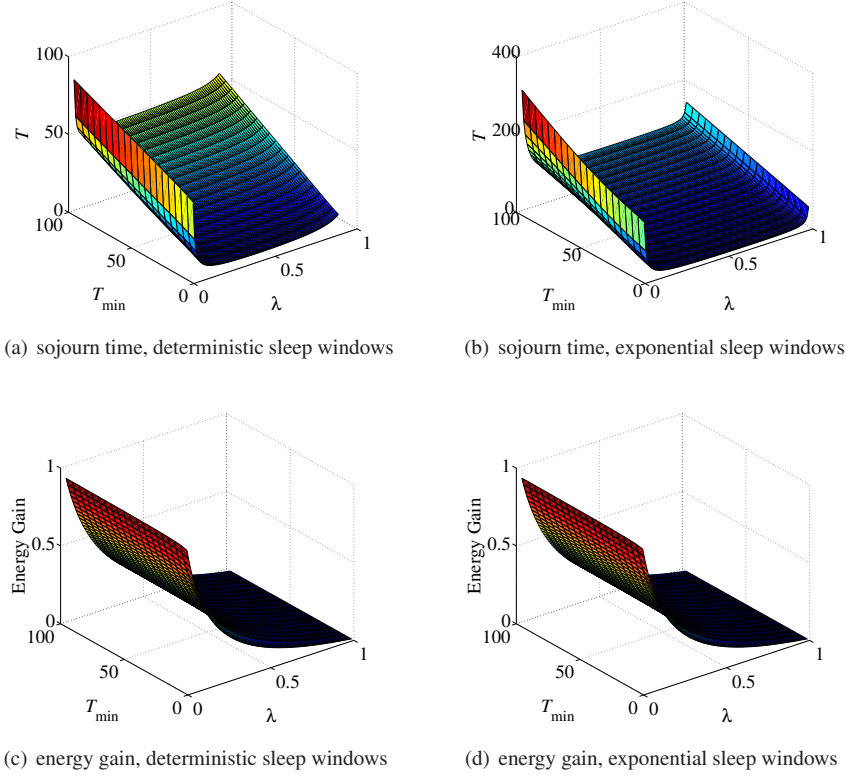 100
50
0
T
100
50
0
0
0.5
1
T_min
λ
(a) sojourn time, deterministic sleep windows
400
200
0
T
100
50
0
0
0.5
1
T_min
λ
(b) sojourn time, exponential sleep windows
1
0.5
0
Energy Gain
100
50
0
0
0.5
1
T_min
λ
(c) energy gain, deterministic sleep windows
1
0.5
0
Energy Gain
100
50
0
0
0.5
1
T_min
λ
(d) energy gain, exponential sleep windows